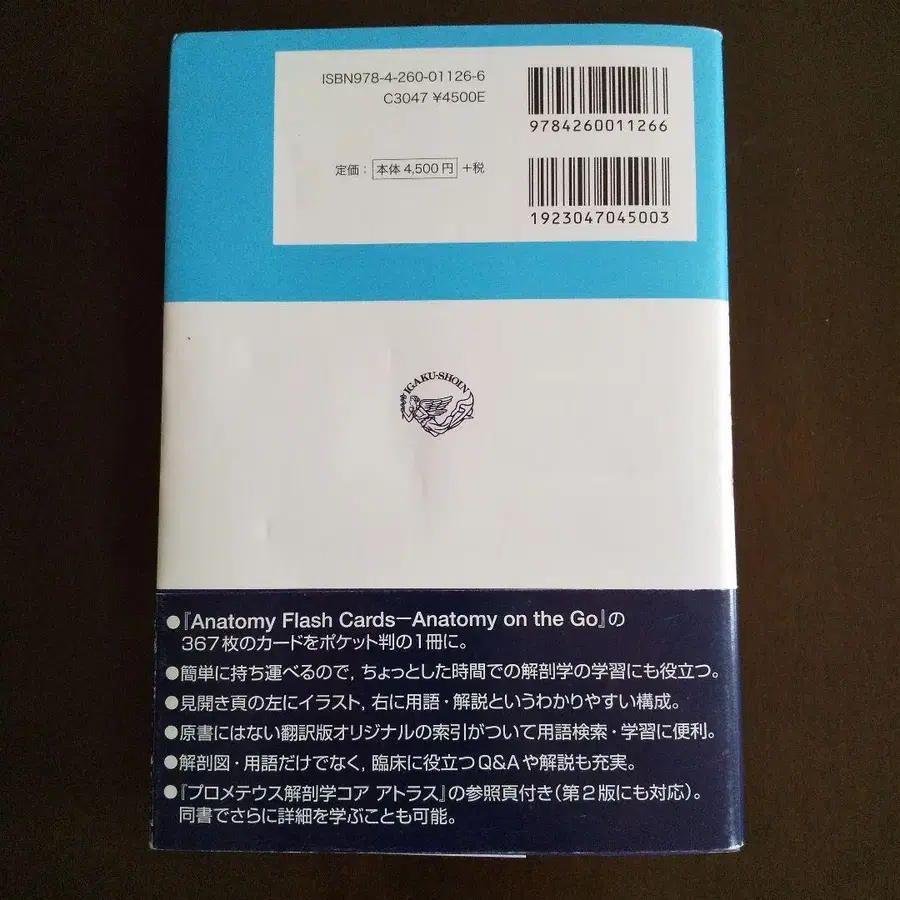 ISBN978-4-260-01126-6
C3047 ¥4500E
9784260011266
定価：本体 4,500円＋税
1923047045003
IGAKU-SHOIN
●『Anatomy Flash Cards−Anatomy on the Go』の
367枚のカードをポケット判の1冊に。
●簡単に持ち運べるので，ちょっとした時間での解剖学の学習にも役立つ。
●見開き頁の左にイラスト，右に用語・解説というわかりやすい構成。
●原書にはない翻訳版オリジナルの索引がついて用語検索・学習に便利。
●解剖図・用語だけでなく，臨床に役立つQ&Aや解説も充実。
●『プロメテウス解剖学コア アトラス』の参照頁付き（第2版にも対応）。
同書でさらに詳細を学ぶことも可能。